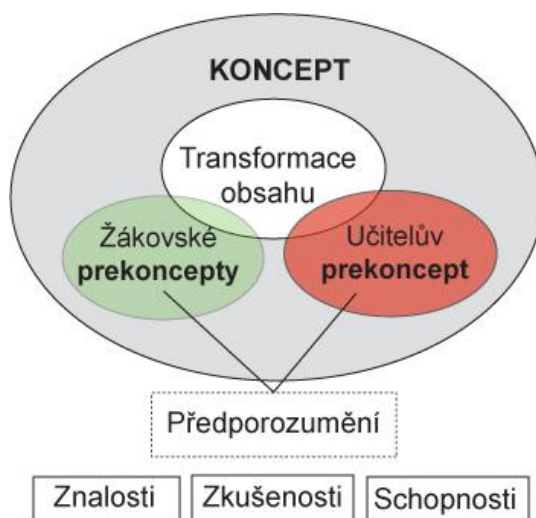 KONCEPT
Transformace
obsahu
Žákovské
prekoncepty
Učitelův
prekoncept
Předporozumění
Znalosti
Zkušenosti
Schopnosti